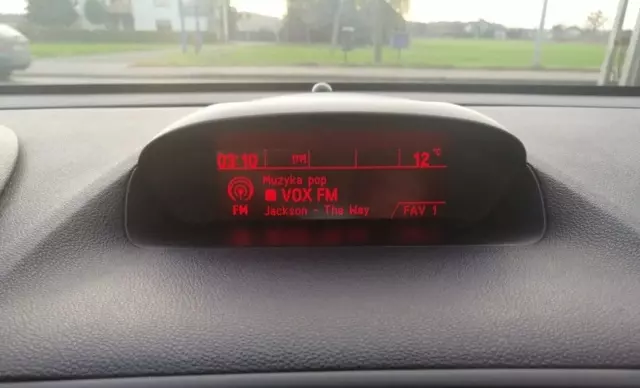 09:10 12 °C
Muzyka pop
VOX FM
FM Jackson - The Way FAV 1